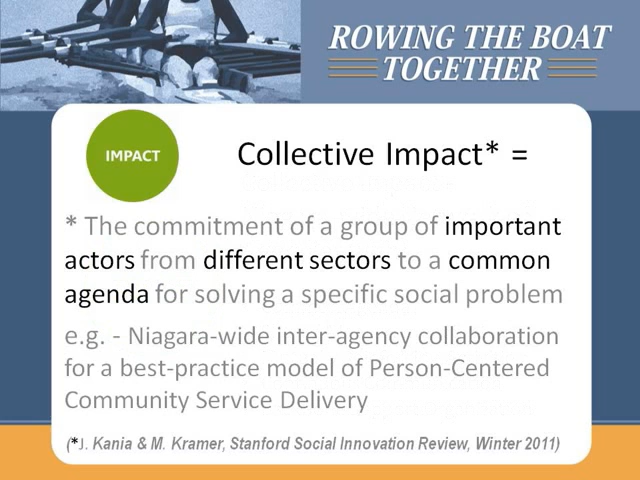 ROWING THE BOAT
TOGETHER
IMPACT
Collective Impact* =
* The commitment of a group of important
actors from different sectors to a common
agenda for solving a specific social problem
e.g. - Niagara-wide inter-agency collaboration
for a best-practice model of Person-Centered
Community Service Delivery
(*J. Kania & M. Kramer, Stanford Social Innovation Review, Winter 2011)